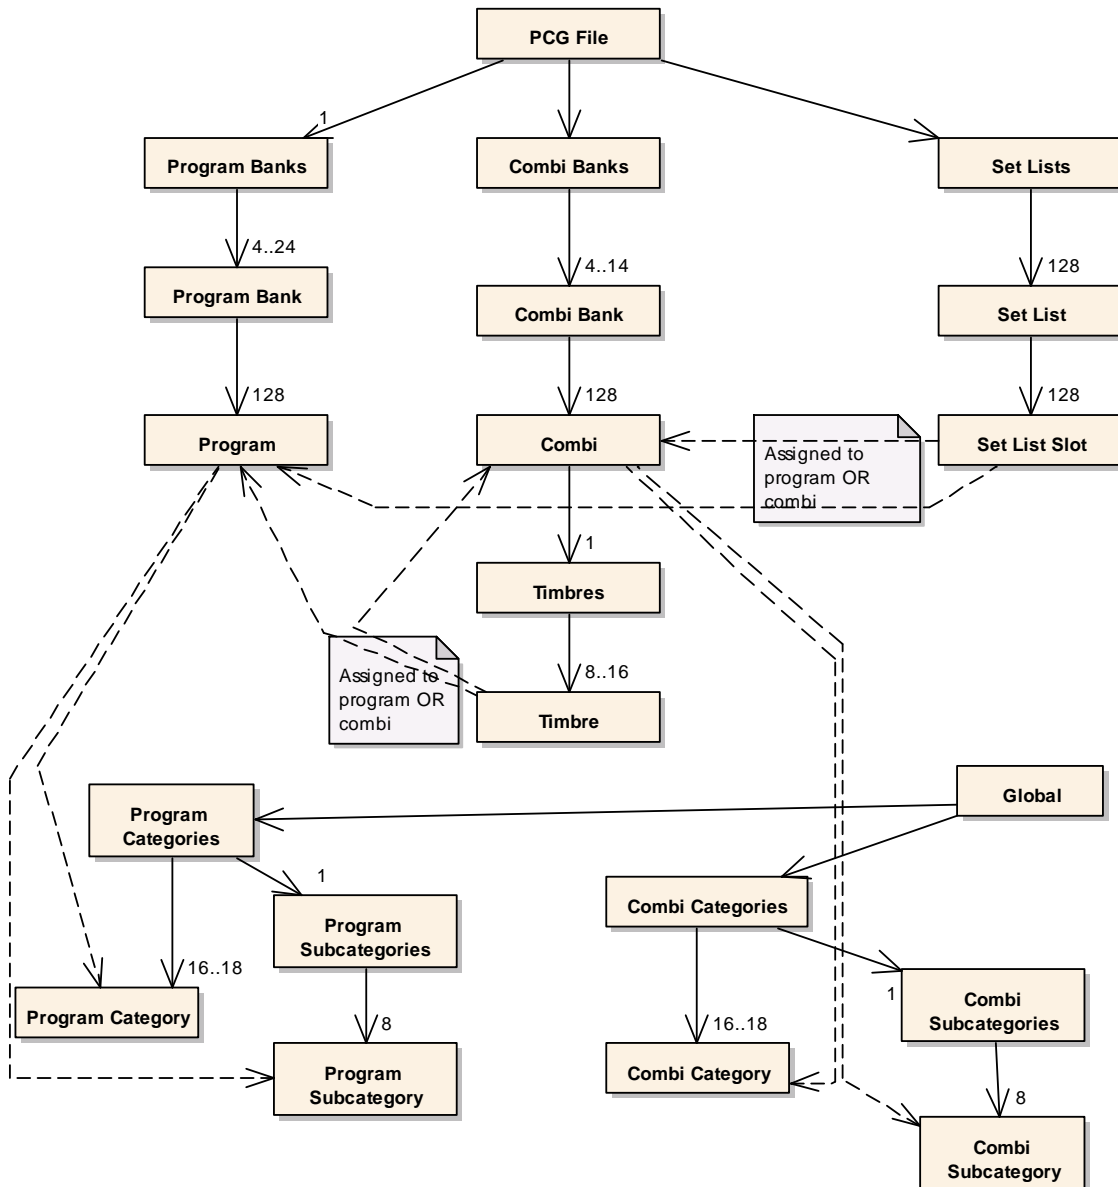 PCG File
1
Program Banks
Combi Banks
Set Lists
4..24
4..14
128
Program Bank
Combi Bank
Set List
128
128
128
Program
Combi
Set List Slot
Assigned to
program OR
combi
1
Timbres
Assigned to
program OR
combi
8..16
Timbre
Global
Program
Categories
1
Combi Categories
Program
Subcategories
16..18
1
Combi
Subcategories
Program Category
8
16..18
Program
Subcategory
Combi Category
8
Combi
Subcategory